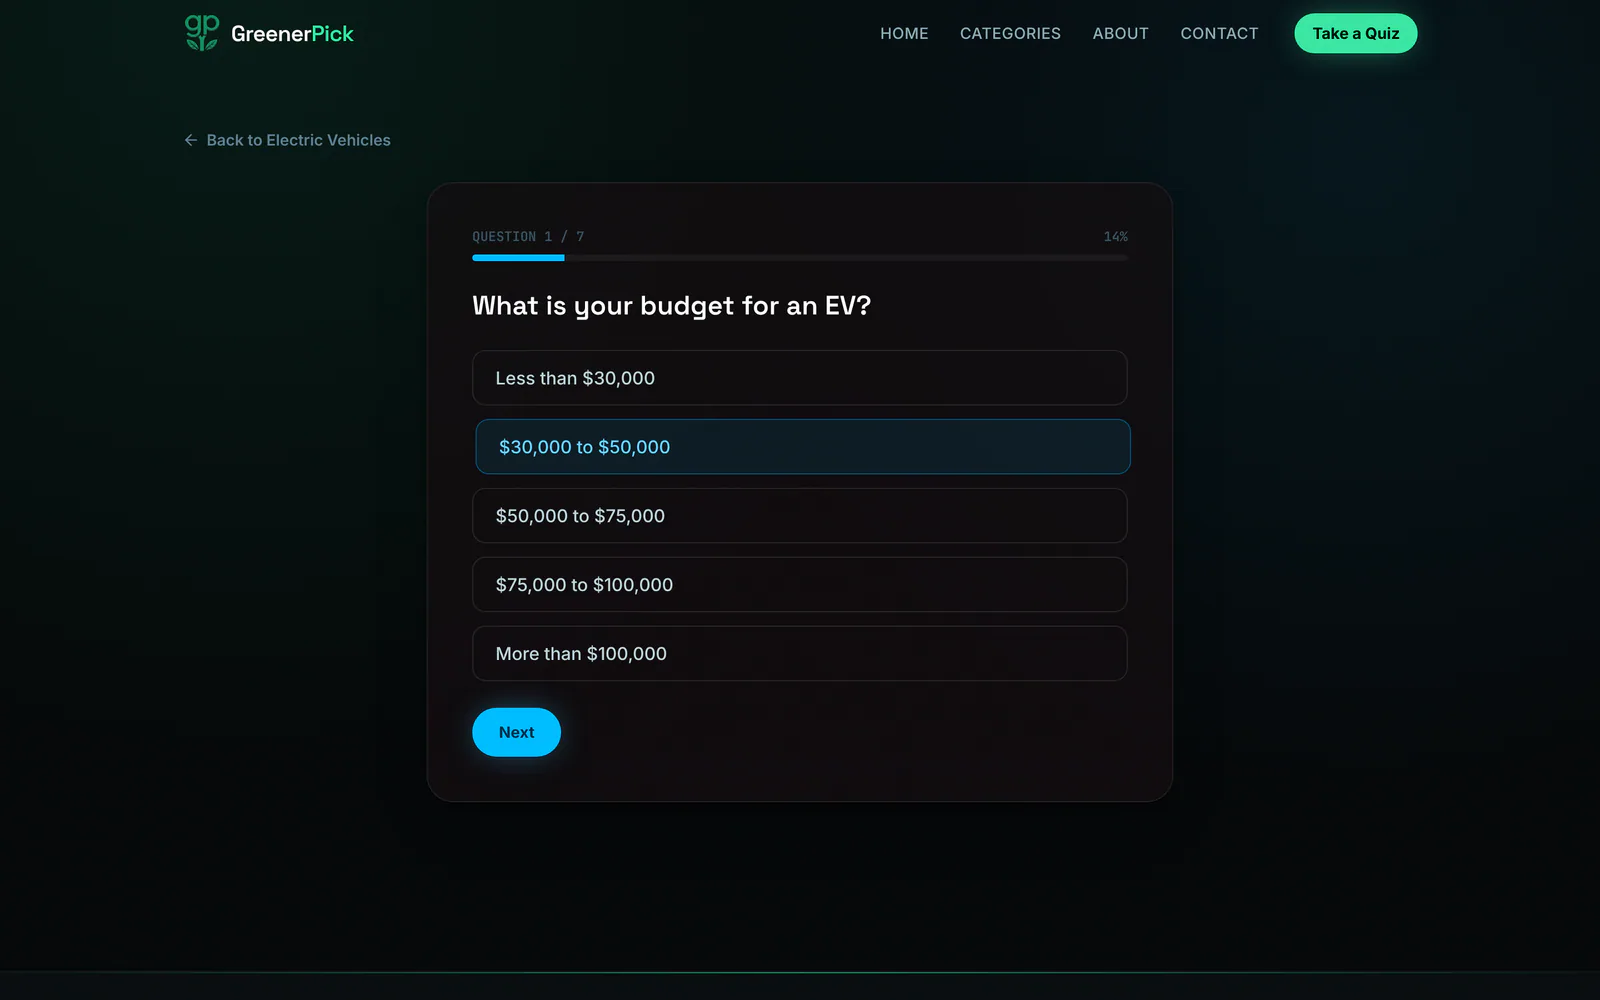 gp GreenerPick
HOME CATEGORIES ABOUT CONTACT Take a Quiz
← Back to Electric Vehicles
QUESTION 1 / 7 14%
What is your budget for an EV?
Less than $30,000
$30,000 to $50,000
$50,000 to $75,000
$75,000 to $100,000
More than $100,000
Next